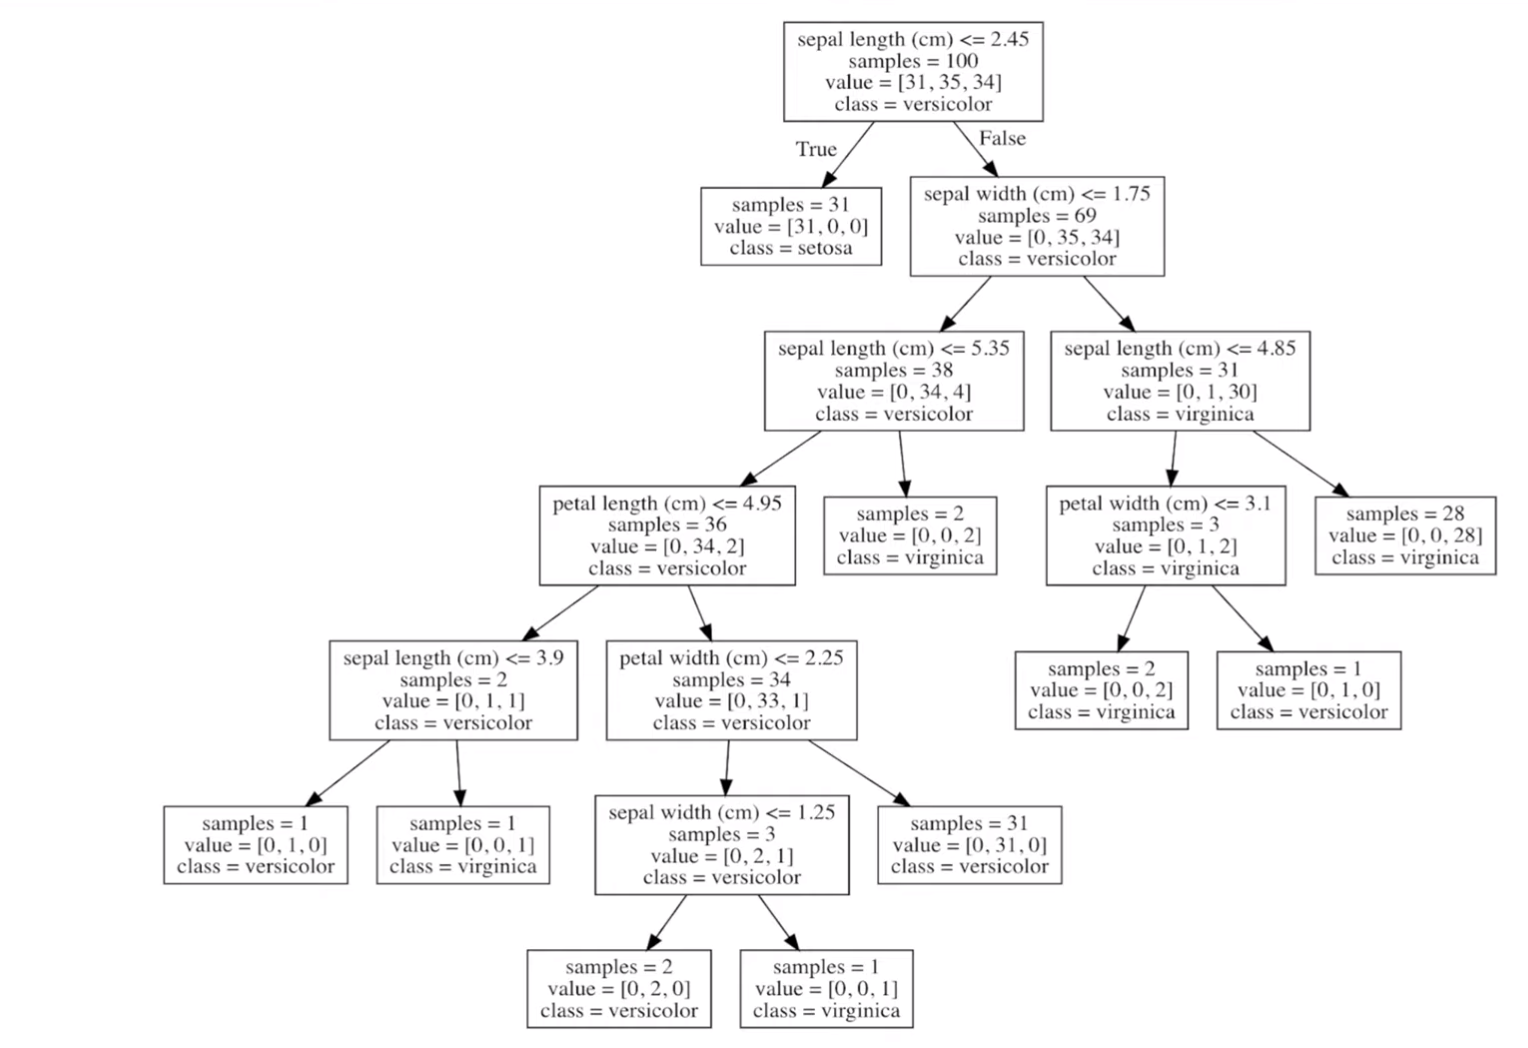 sepal length (cm) <= 2.45
samples = 100
value = [31, 35, 34]
class = versicolor
True
False
samples = 31
value = [31, 0, 0]
class = setosa
sepal width (cm) <= 1.75
samples = 69
value = [0, 35, 34]
class = versicolor
sepal length (cm) <= 5.35
samples = 38
value = [0, 34, 4]
class = versicolor
sepal length (cm) <= 4.85
samples = 31
value = [0, 1, 30]
class = virginica
petal length (cm) <= 4.95
samples = 36
value = [0, 34, 2]
class = versicolor
samples = 2
value = [0, 0, 2]
class = virginica
petal width (cm) <= 3.1
samples = 3
value = [0, 1, 2]
class = virginica
samples = 28
value = [0, 0, 28]
class = virginica
sepal length (cm) <= 3.9
samples = 2
value = [0, 1, 1]
class = versicolor
petal width (cm) <= 2.25
samples = 34
value = [0, 33, 1]
class = versicolor
samples = 2
value = [0, 0, 2]
class = virginica
samples = 1
value = [0, 1, 0]
class = versicolor
samples = 1
value = [0, 1, 0]
class = versicolor
samples = 1
value = [0, 0, 1]
class = virginica
sepal width (cm) <= 1.25
samples = 3
value = [0, 2, 1]
class = versicolor
samples = 31
value = [0, 31, 0]
class = versicolor
samples = 2
value = [0, 2, 0]
class = versicolor
samples = 1
value = [0, 0, 1]
class = virginica